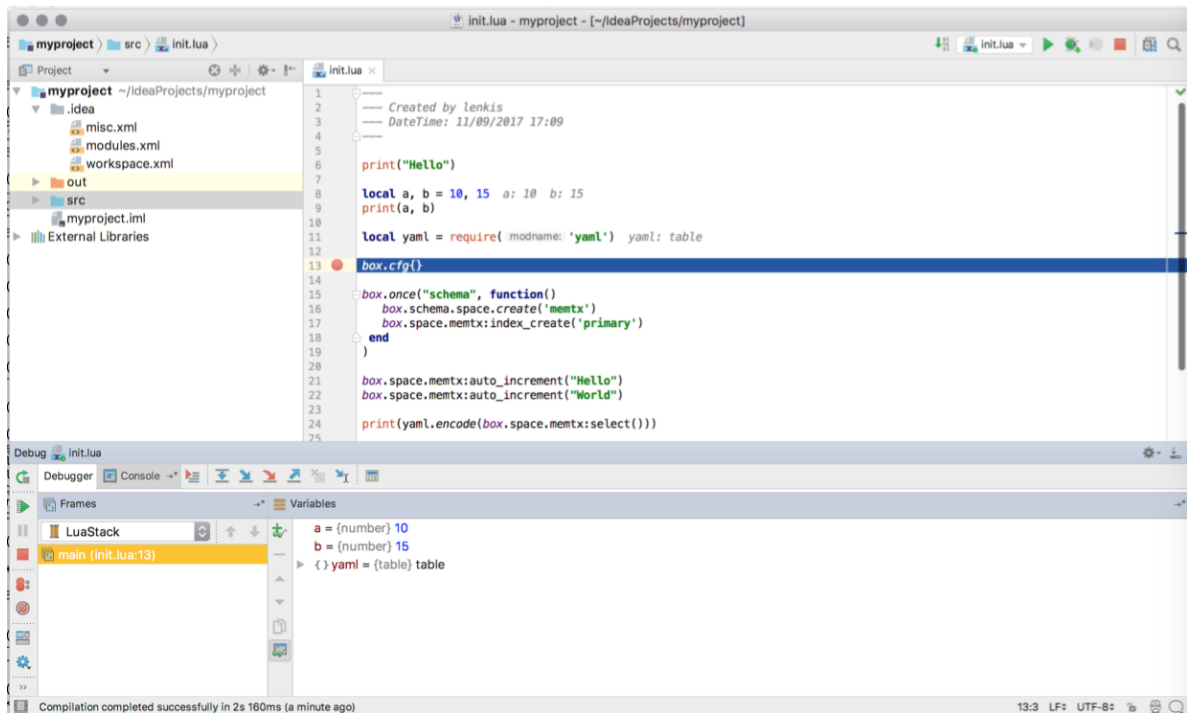 init.lua - myproject - [~/IdeaProjects/myproject]
myproject src init.lua
init.lua
Project
init.lua
myproject ~/IdeaProjects/myproject
.idea
misc.xml
modules.xml
workspace.xml
out
src
myproject.iml
External Libraries
1 ---
2 --- Created by lenkis
3 --- DateTime: 11/09/2017 17:09
4 ---
5
6 print("Hello")
7
8 local a, b = 10, 15 a: 10 b: 15
9 print(a, b)
10
11 local yaml = require( modname: 'yaml') yaml: table
12
13 box.cfg{}
14
15 box.once("schema", function()
16 box.schema.space.create('memtx')
17 box.space.memtx:index_create('primary')
18 end
19 )
20
21 box.space.memtx:auto_increment("Hello")
22 box.space.memtx:auto_increment("World")
23
24 print(yaml.encode(box.space.memtx:select()))
25
Debug init.lua
Debugger Console
Frames
Variables
LuaStack
main (init.lua:13)
a = {number} 10
b = {number} 15
yaml = {table} table
Compilation completed successfully in 2s 160ms (a minute ago)
13:3 LF UTF-8